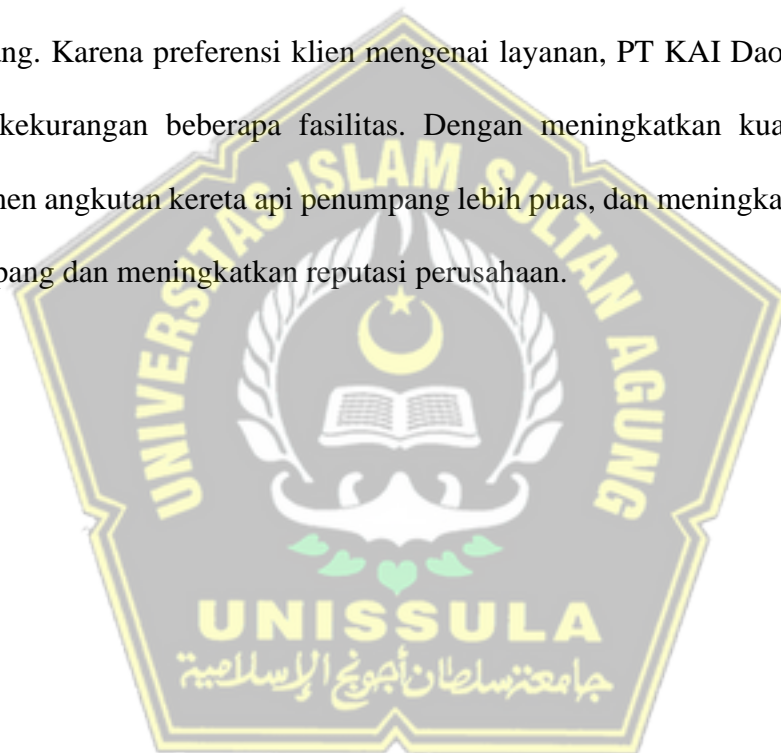 ng. Karena preferensi klien mengenai layanan, PT KAI Dao
kekurangan beberapa fasilitas. Dengan meningkatkan kua
nen angkutan kereta api penumpang lebih puas, dan meningka
pang dan meningkatkan reputasi perusahaan.
UNIVERSITAS ISLAM SULTAN AGUNG
UNISSULA
جامعة سلطان أجونج الإسلامية